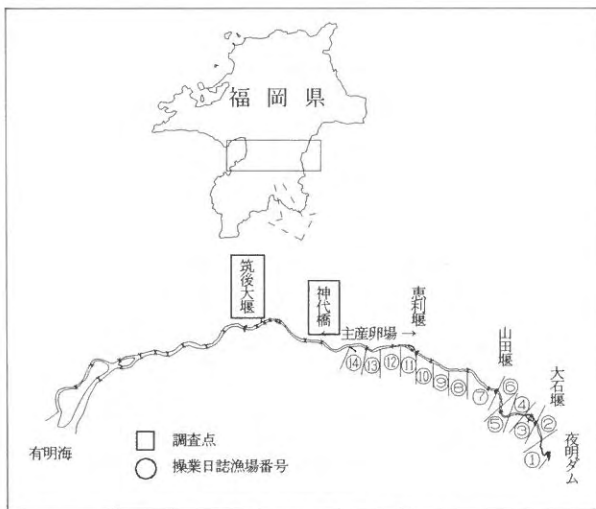 福岡県
筑後大堰
神代橋
← 主産卵場 →
恵利堰
山田堰
大石堰
夜明ダム
⑭
⑬
⑫
⑪
⑩
⑨
⑧
⑦
⑥
⑤
④
③
②
①
有明海
調査点
操業日誌漁場番号